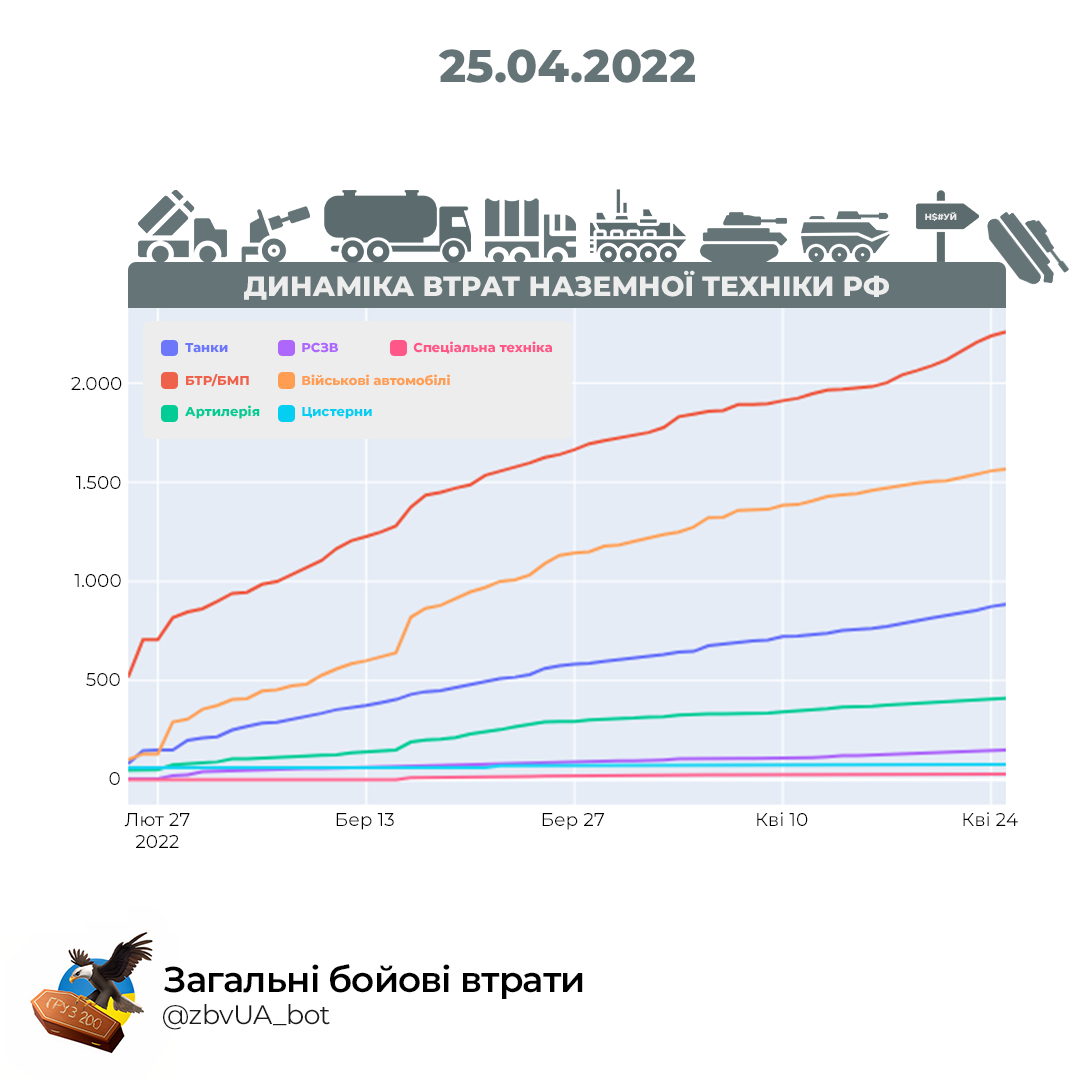 25.04.2022
Н$#УЙ
ДИНАМІКА ВТРАТ НАЗЕМНОЇ ТЕХНІКИ РФ
Танки РСЗВ Спеціальна техніка
БТР/БМП Військові автомобілі
Артилерія Цистерни
2.000
1.500
1.000
500
0
Лют 27 Бер 13 Бер 27 Кві 10 Кві 24
2022
ГРУЗ 200
Загальні бойові втрати
@zbvUA_bot